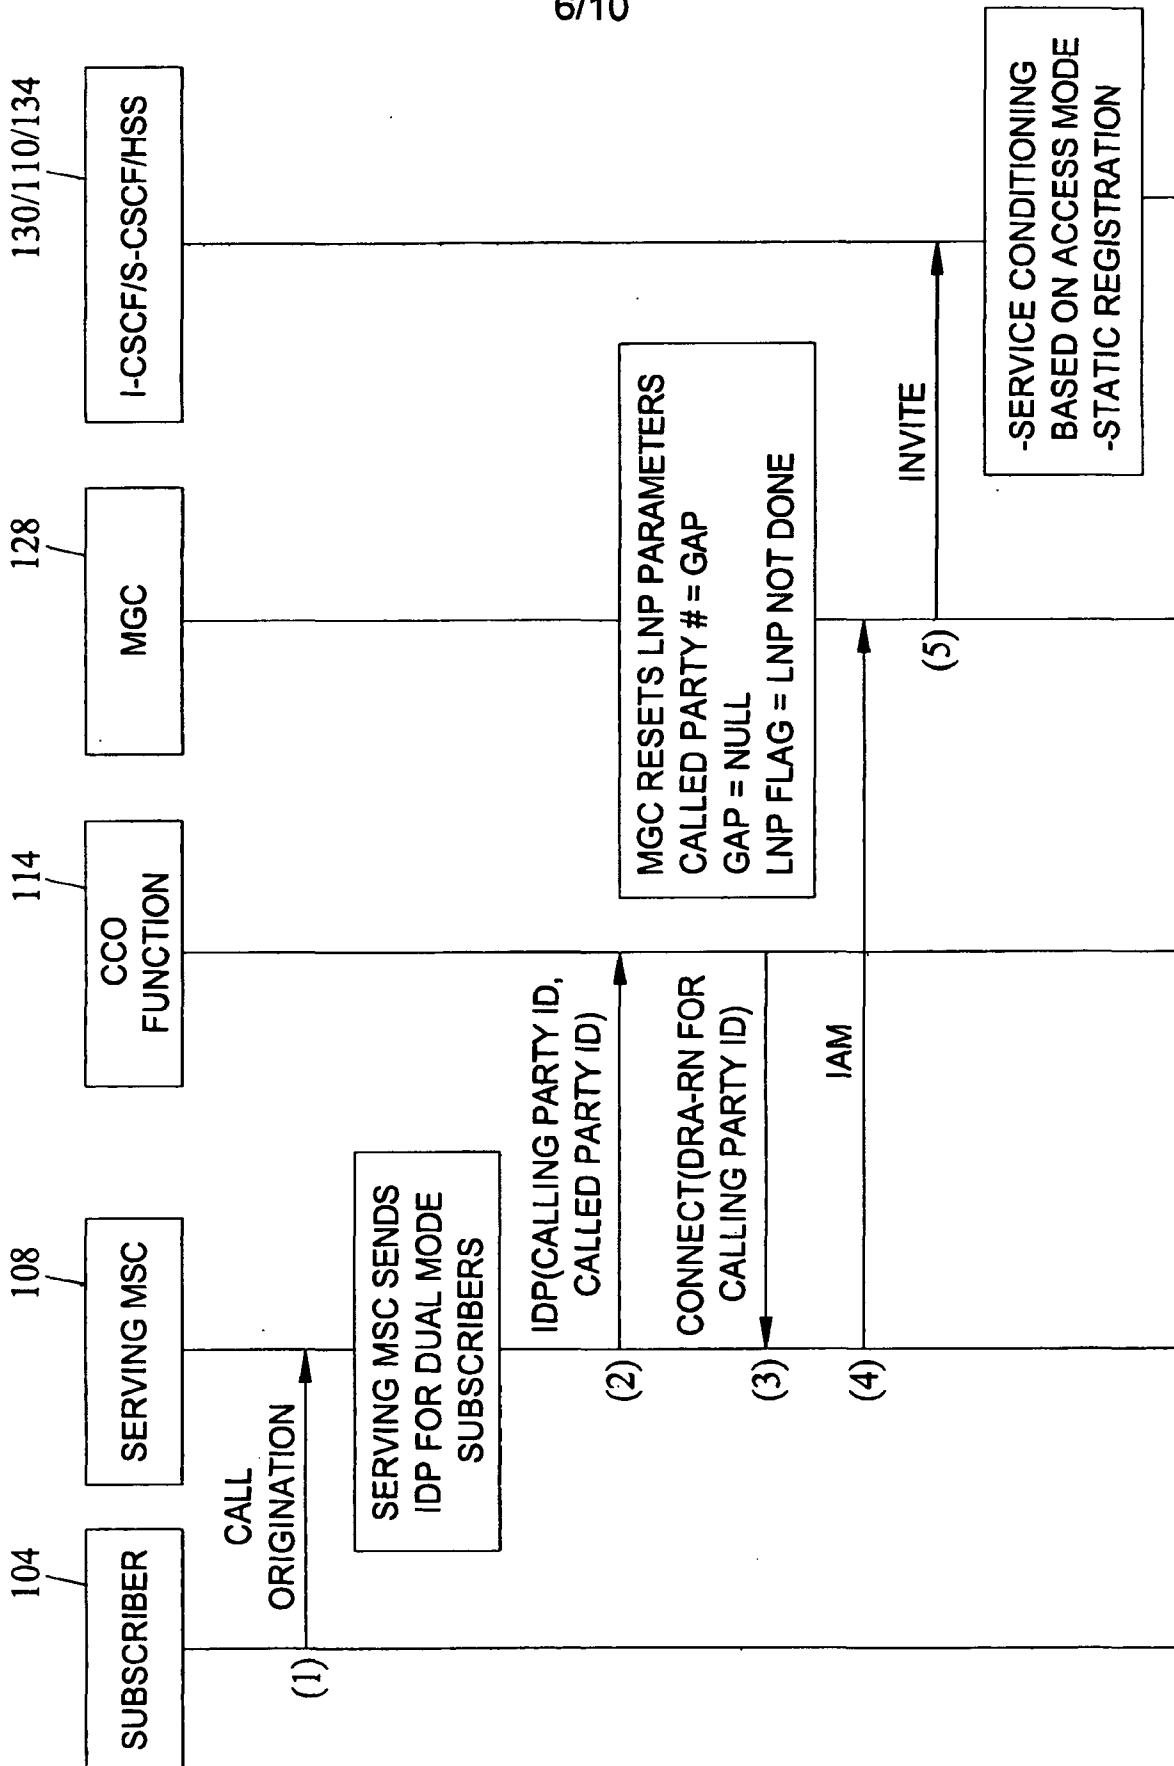 6/10
104
SUBSCRIBER
108
SERVING MSC
114
CCO
FUNCTION
128
MGC
130/110/134
I-CSCF/S-CSCF/HSS
(1)
CALL
ORIGINATION
SERVING MSC SENDS
IDP FOR DUAL MODE
SUBSCRIBERS
(2)
IDP(CALLING PARTY ID,
CALLED PARTY ID)
MGC RESETS LNP PARAMETERS
CALLED PARTY # = GAP
GAP = NULL
LNP FLAG = LNP NOT DONE
(3)
CONNECT(DRA-RN FOR
CALLING PARTY ID)
(4)
IAM
(5)
INVITE
-SERVICE CONDITIONING
BASED ON ACCESS MODE
-STATIC REGISTRATION